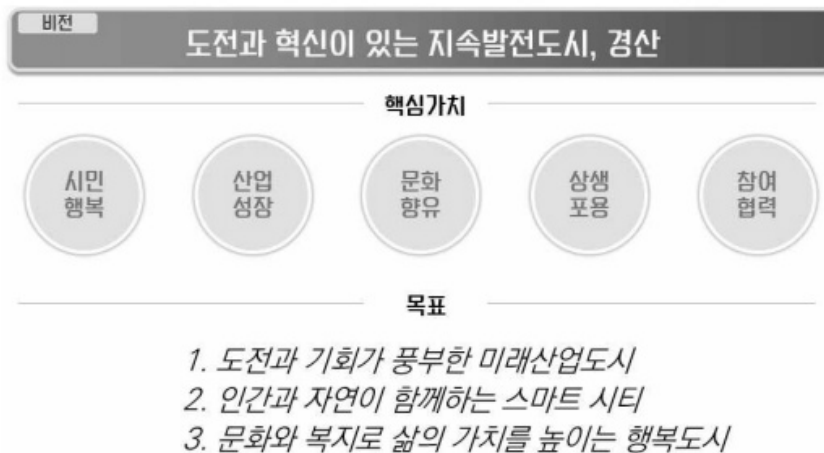 비전
도전과 혁신이 있는 지속발전도시, 경산
핵심가치
시민
행복
산업
성장
문화
향유
상생
포용
참여
협력
목표
1. 도전과 기회가 풍부한 미래산업도시
2. 인간과 자연이 함께하는 스마트 시티
3. 문화와 복지로 삶의 가치를 높이는 행복도시